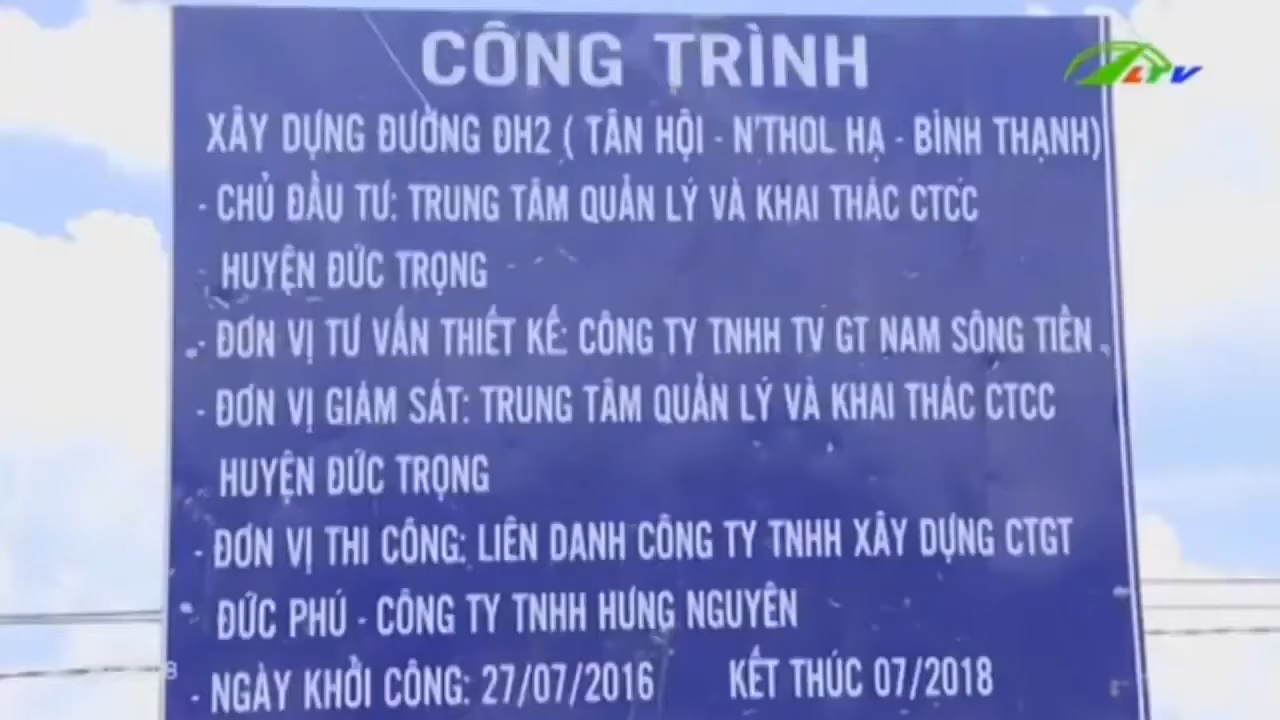 CÔNG TRÌNH
LTV
XÂY DỰNG ĐƯỜNG ĐH2 ( TÂN HỘI - N'THOL HẠ - BÌNH THẠNH)
- CHỦ ĐẦU TƯ: TRUNG TÂM QUẢN LÝ VÀ KHAI THÁC CTCC
HUYỆN ĐỨC TRỌNG
- ĐƠN VỊ TƯ VẤN THIẾT KẾ: CÔNG TY TNHH TV GT NAM SÔNG TIỀN
- ĐƠN VỊ GIÁM SÁT: TRUNG TÂM QUẢN LÝ VÀ KHAI THÁC CTCC
HUYỆN ĐỨC TRỌNG
- ĐƠN VỊ THI CÔNG: LIÊN DANH CÔNG TY TNHH XÂY DỰNG CTGT
ĐỨC PHÚ - CÔNG TY TNHH HƯNG NGUYÊN
- NGÀY KHỞI CÔNG: 27/07/2016 KẾT THÚC 07/2018